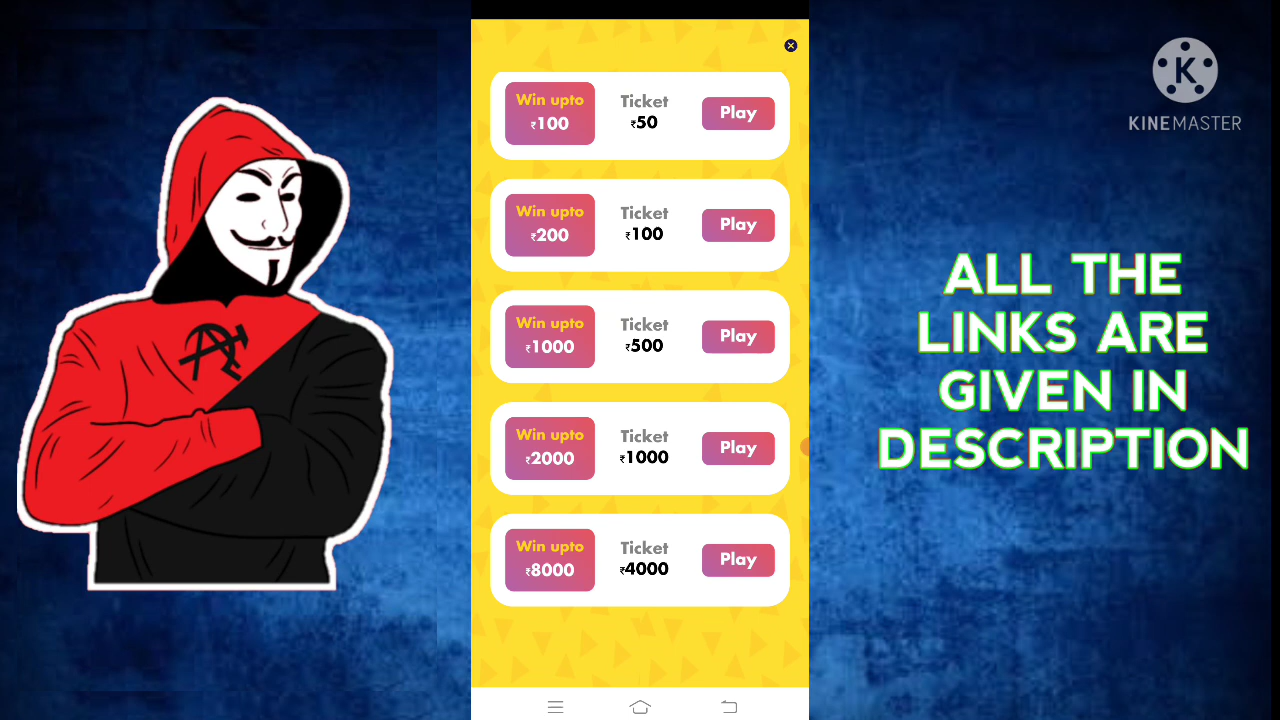 Win upto
₹100
Ticket
₹50
Play
Win upto
₹200
Ticket
₹100
Play
Win upto
₹1000
Ticket
₹500
Play
Win upto
₹2000
Ticket
₹1000
Play
Win upto
₹8000
Ticket
₹4000
Play
K
KINEMASTER
ALL THE
LINKS ARE
GIVEN IN
DESCRIPTION